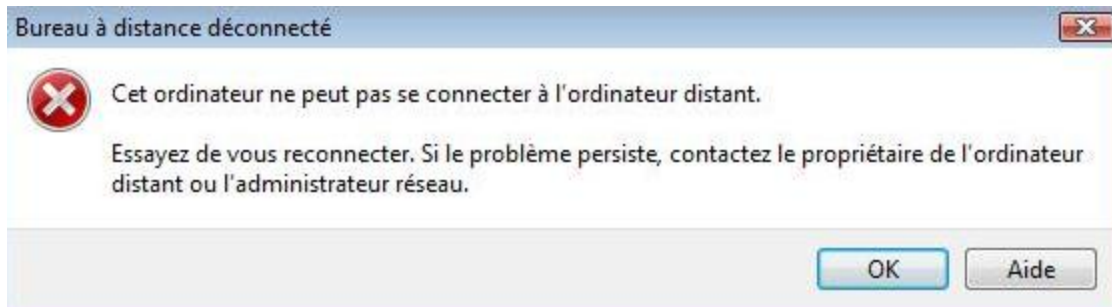 Bureau à distance déconnecté
Cet ordinateur ne peut pas se connecter à l'ordinateur distant.
Essayez de vous reconnecter. Si le problème persiste, contactez le propriétaire de l'ordinateur
distant ou l'administrateur réseau.
OK
Aide